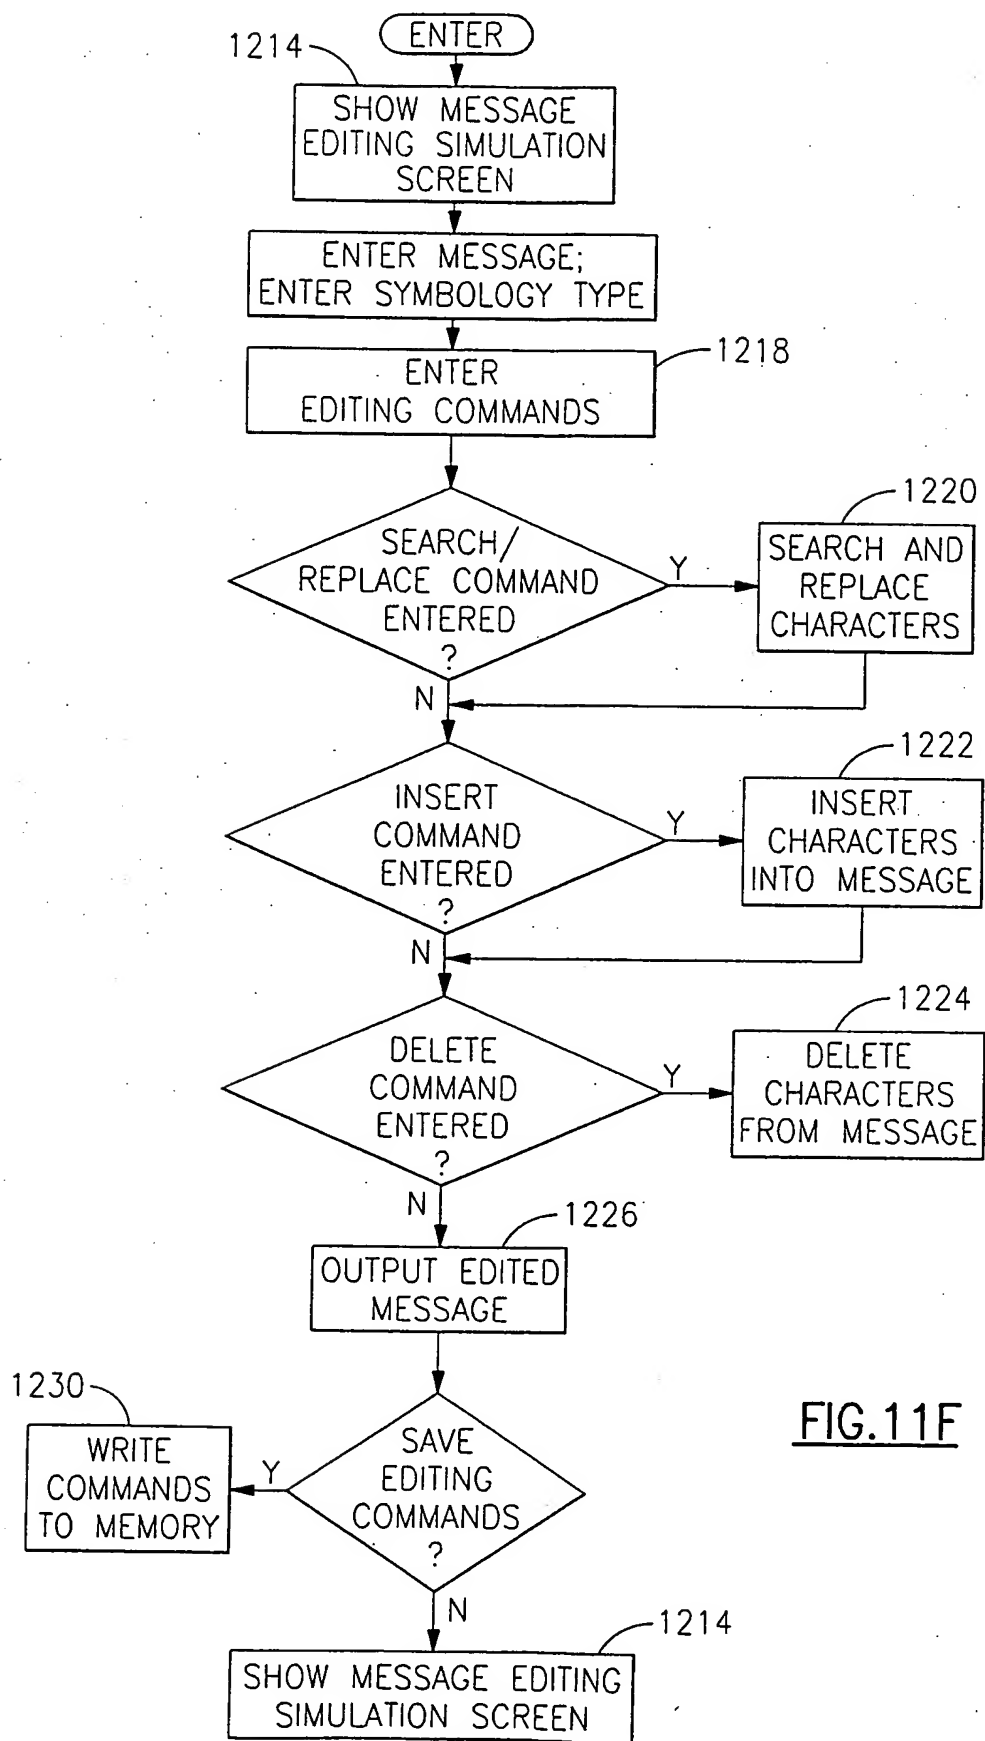 ENTER
1214
SHOW MESSAGE
EDITING SIMULATION
SCREEN
ENTER MESSAGE;
ENTER SYMBOLOGY TYPE
1218
ENTER
EDITING COMMANDS
SEARCH/
REPLACE COMMAND
ENTERED
?
Y
N
1220
SEARCH AND
REPLACE
CHARACTERS
INSERT
COMMAND
ENTERED
?
Y
N
1222
INSERT
CHARACTERS
INTO MESSAGE
DELETE
COMMAND
ENTERED
?
Y
N
1224
DELETE
CHARACTERS
FROM MESSAGE
1226
OUTPUT EDITED
MESSAGE
SAVE
EDITING
COMMANDS
?
Y
N
1230
WRITE
COMMANDS
TO MEMORY
FIG.11F
1214
SHOW MESSAGE EDITING
SIMULATION SCREEN